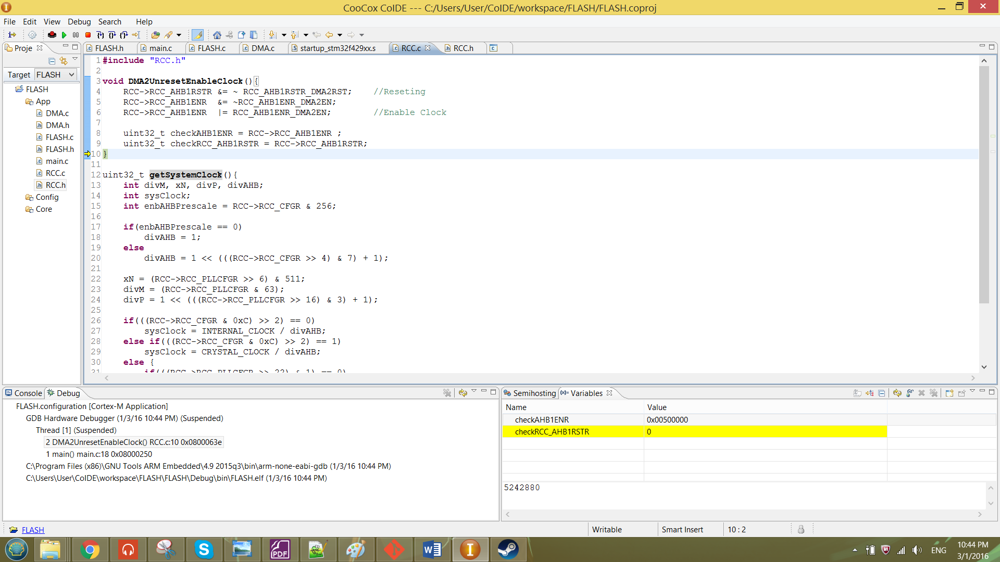 CooCox CoIDE --- C:/Users/User/CoIDE/workspace/FLASH/FLASH.coproj
File Edit View Debug Search Help
Proje
FLASH.h main.c FLASH.c DMA.c startup_stm32f429xx.s RCC.c RCC.h
Target FLASH
FLASH
App
DMA.c
DMA.h
FLASH.c
FLASH.h
main.c
RCC.c
RCC.h
Config
Core
1 #include "RCC.h"
2
3 void DMA2UnresetEnableClock(){
4 RCC->RCC_AHB1RSTR &= ~ RCC_AHB1RSTR_DMA2RST; //Reseting
5 RCC->RCC_AHB1ENR &= ~RCC_AHB1ENR_DMA2EN;
6 RCC->RCC_AHB1ENR |= RCC_AHB1ENR_DMA2EN; //Enable Clock
7
8 uint32_t checkAHB1ENR = RCC->RCC_AHB1ENR ;
9 uint32_t checkRCC_AHB1RSTR = RCC->RCC_AHB1RSTR;
10 }
11
12 uint32_t getSystemClock(){
13 int divM, xN, divP, divAHB;
14 int sysClock;
15 int enbAHBPrescale = RCC->RCC_CFGR & 256;
16
17 if(enbAHBPrescale == 0)
18 divAHB = 1;
19 else
20 divAHB = 1 << (((RCC->RCC_CFGR >> 4) & 7) + 1);
21
22 xN = (RCC->RCC_PLLCFGR >> 6) & 511;
23 divM = (RCC->RCC_PLLCFGR & 63);
24 divP = 1 << (((RCC->RCC_PLLCFGR >> 16) & 3) + 1);
25
26 if(((RCC->RCC_CFGR & 0xC) >> 2) == 0)
27 sysClock = INTERNAL_CLOCK / divAHB;
28 else if(((RCC->RCC_CFGR & 0xC) >> 2) == 1)
29 sysClock = CRYSTAL_CLOCK / divAHB;
30 else {
31 if(((RCC->RCC_PLLCFGR >> 22) & 1) == 0)
Console Debug
FLASH.configuration [Cortex-M Application]
GDB Hardware Debugger (1/3/16 10:44 PM) (Suspended)
Thread [1] (Suspended)
2 DMA2UnresetEnableClock() RCC.c:10 0x0800063e
1 main() main.c:18 0x08000250
C:\Program Files (x86)\GNU Tools ARM Embedded\4.9 2015q3\bin\arm-none-eabi-gdb (1/3/16 10:44 PM)
C:\Users\User\CoIDE\workspace\FLASH\FLASH\Debug\bin\FLASH.elf (1/3/16 10:44 PM)
Semihosting Variables
Name Value
checkAHB1ENR 0x00500000
checkRCC_AHB1RSTR 0
5242880
FLASH
Writable Smart Insert 10 : 2
PDF
ENG
10:44 PM
3/1/2016